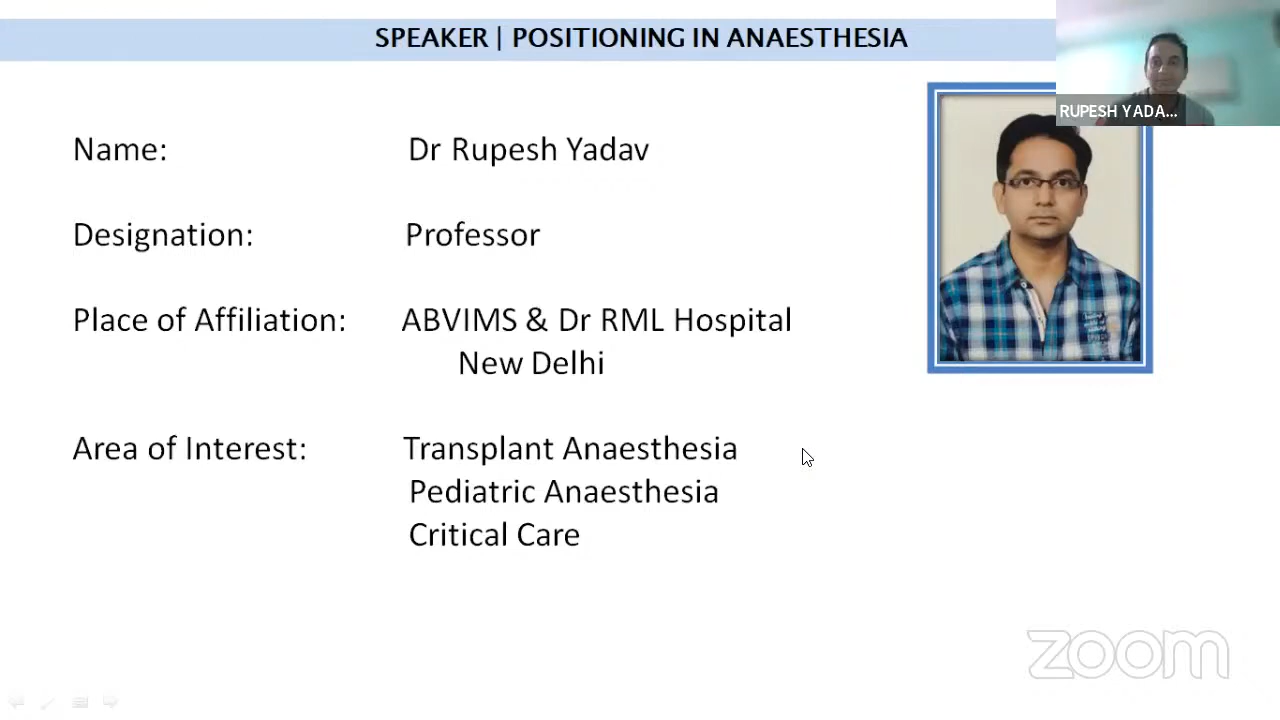 SPEAKER | POSITIONING IN ANAESTHESIA
RUPESH YADA...
Name: Dr Rupesh Yadav
Designation: Professor
Place of Affiliation: ABVIMS & Dr RML Hospital
New Delhi
Area of Interest: Transplant Anaesthesia
Pediatric Anaesthesia
Critical Care
zoom